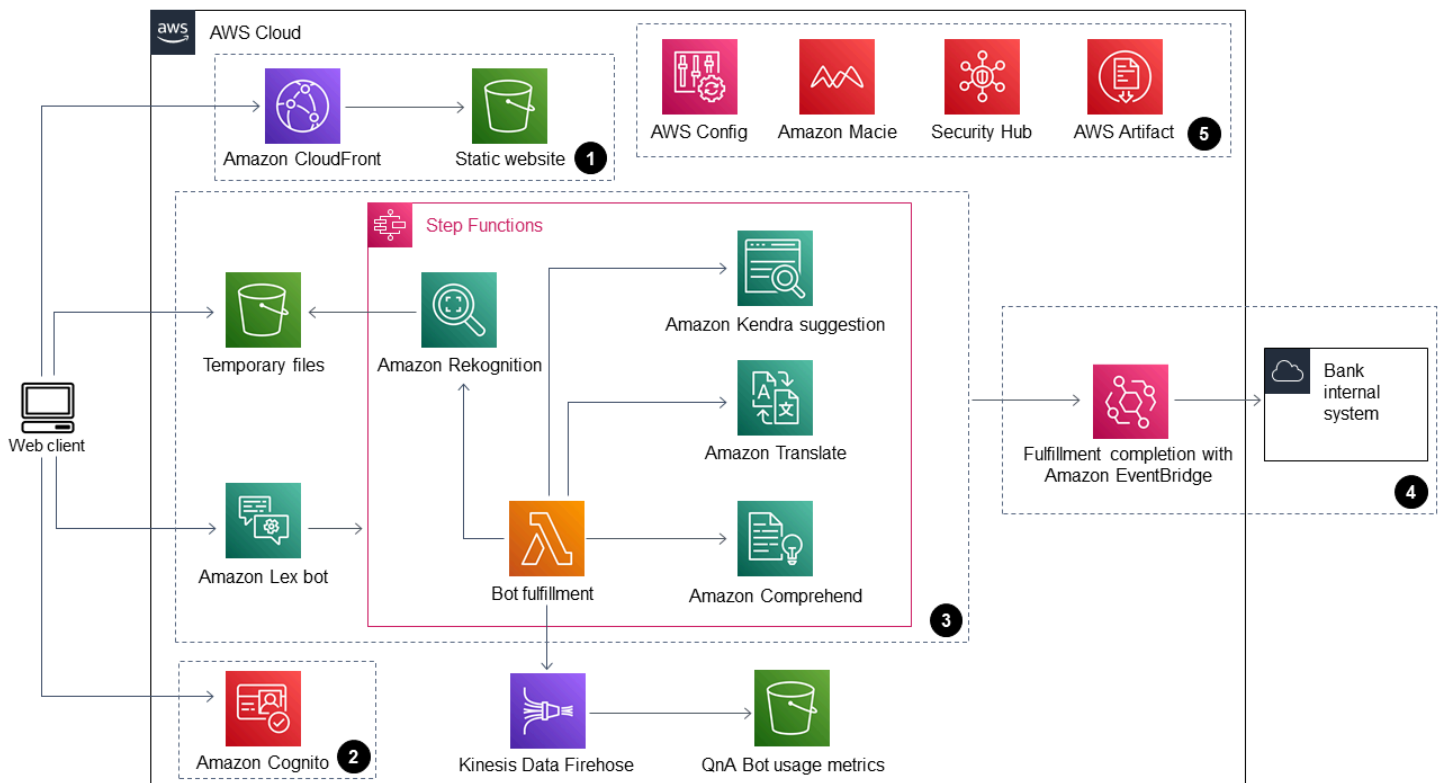 aws
AWS Cloud
Amazon CloudFront
Static website
1
AWS Config
Amazon Macie
Security Hub
AWS Artifact
5
Step Functions
Temporary files
Amazon Rekognition
Amazon Kendra suggestion
A
文
Amazon Translate
Web client
Amazon Lex bot
Bot fulfillment
Amazon Comprehend
3
Fulfillment completion with
Amazon EventBridge
Bank
internal
system
4
Amazon Cognito
2
Kinesis Data Firehose
QnA Bot usage metrics